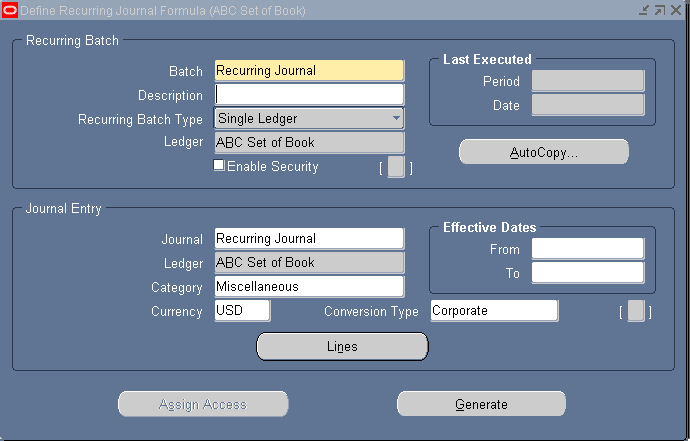 Define Recurring Journal Formula (ABC Set of Book)
Recurring Batch
Batch Recurring Journal
Description
Recurring Batch Type Single Ledger
Ledger ABC Set of Book
Enable Security [ ]
Last Executed
Period
Date
AutoCopy...
Journal Entry
Journal Recurring Journal
Ledger ABC Set of Book
Category Miscellaneous
Currency USD Conversion Type Corporate [ ]
Effective Dates
From
To
Lines
Assign Access Generate